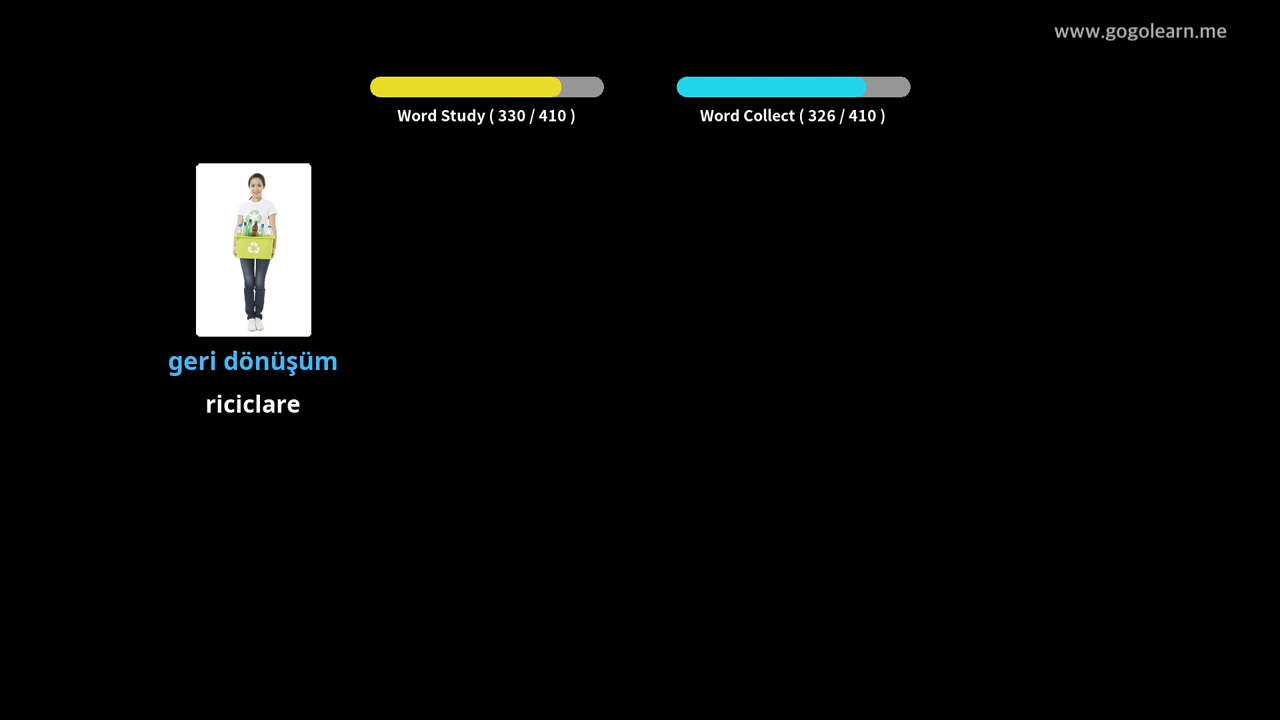 www.gogolearn.me
Word Study ( 330 / 410 )
Word Collect ( 326 / 410 )
geri dönüşüm
riciclare